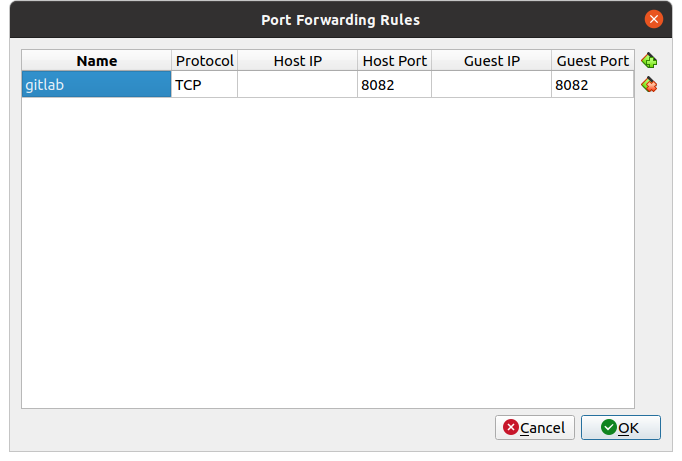 Port Forwarding Rules
Name Protocol Host IP Host Port Guest IP Guest Port
gitlab TCP 8082 8082
Cancel OK